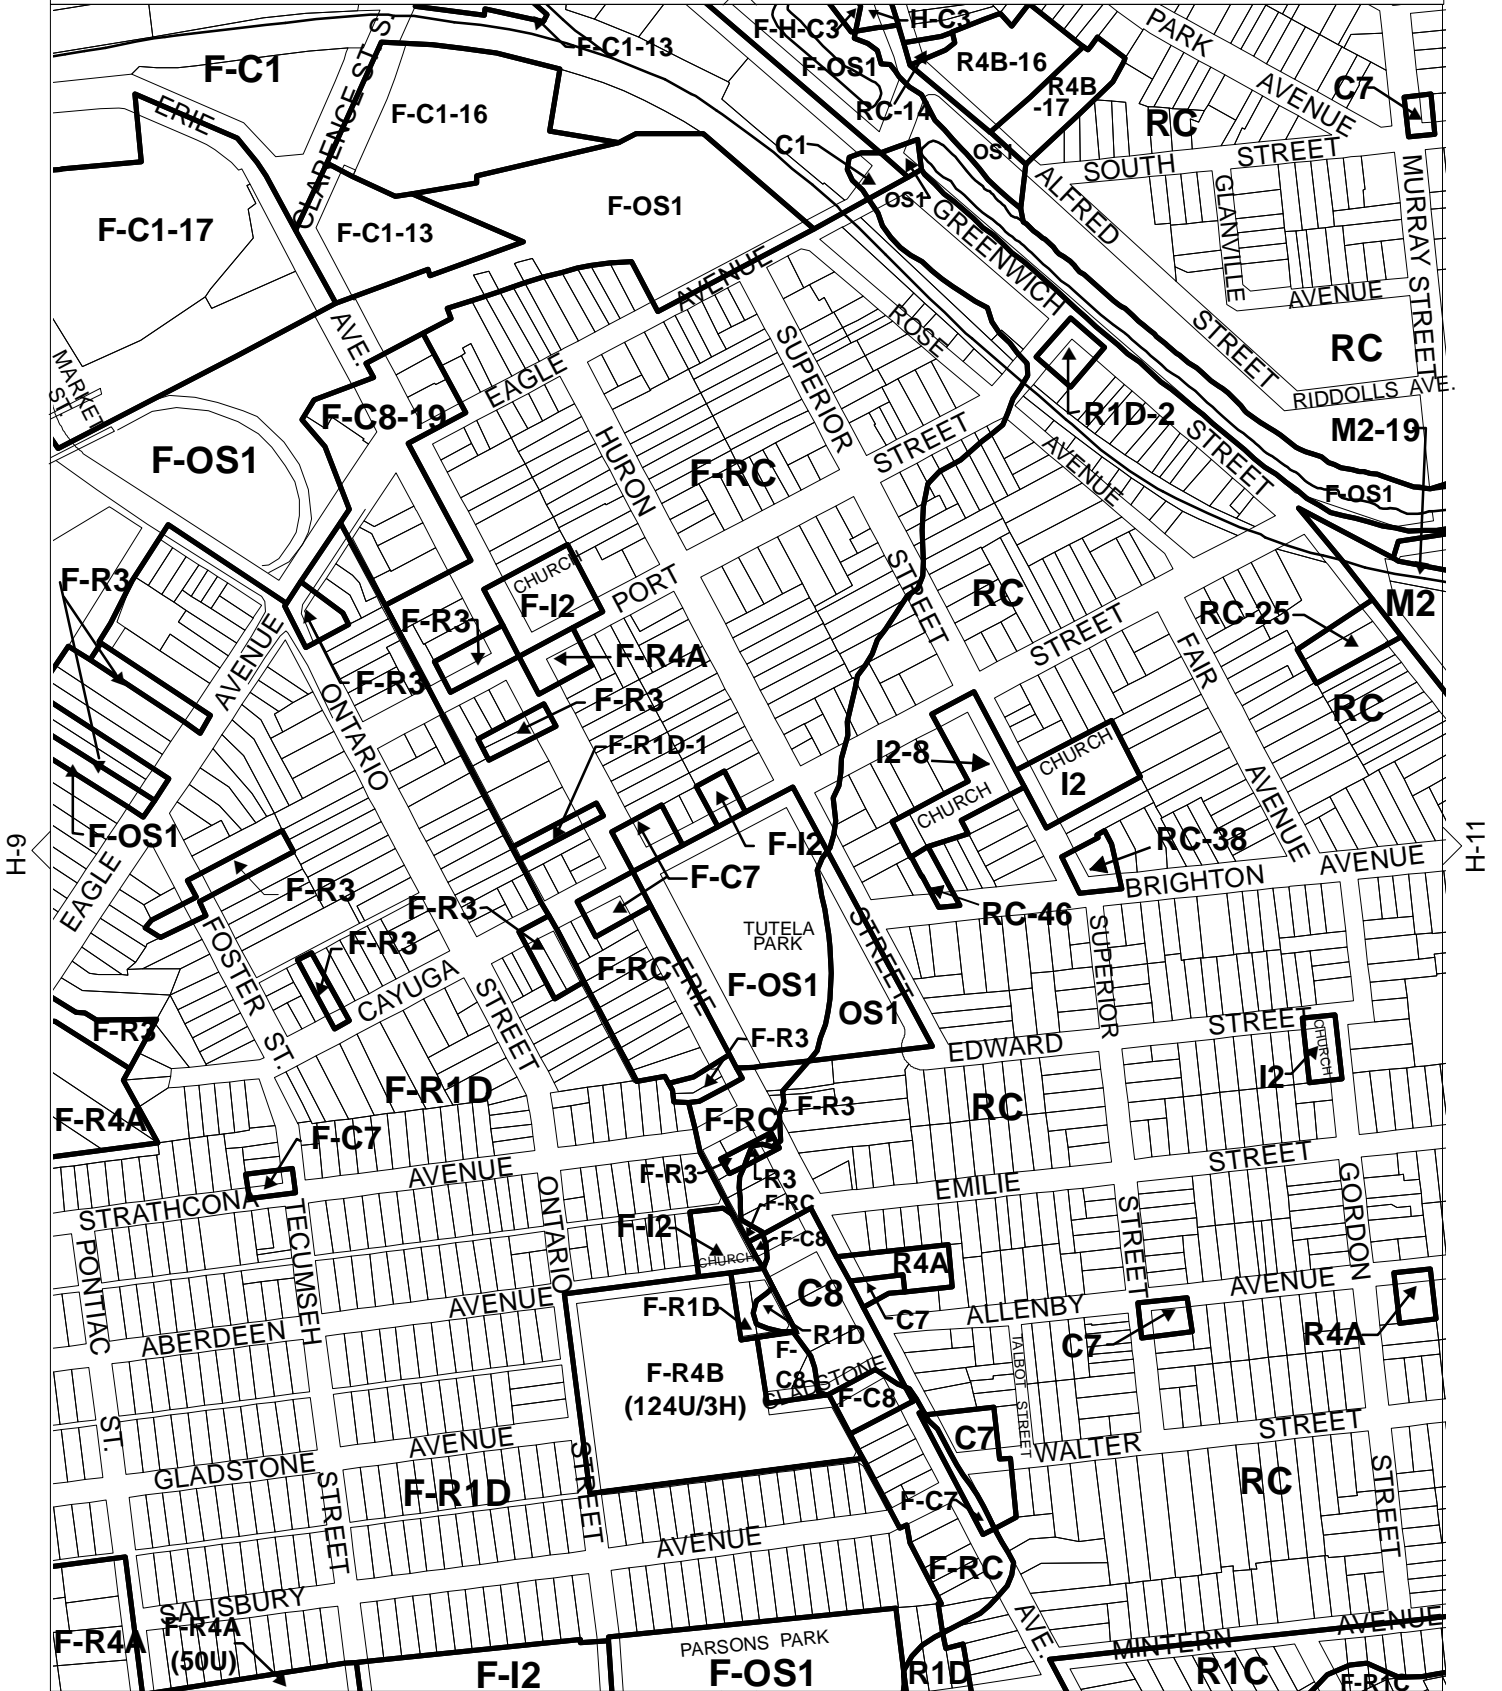 F-C1
CLARENCE ST S.
F-C1-13
F-H-C3
H-C3
F-OS1
R4B-16
R4B
-17
PARK
AVENUE
C7
ERIE
F-C1-16
RC-14
RC
C1
OS1
SOUTH
STREET
F-C1-17
F-C1-13
F-OS1
OS1
GREENWICH
ALFRED
GLANVILLE
MURRAY STREET
AVENUE
AVENUE
AVE.
ROSE
STREET
RC
MARKET
ST.
EAGLE
SUPERIOR
RIDDOLLS AVE.
F-C8-19
R1D-2
M2-19
F-OS1
HURON
F-RC
STREET
AVENUE
STREET
F-OS1
F-R3
CHURCH
F-I2
PORT
STREET
RC
M2
F-R3
RC-25
AVENUE
F-R3
F-R4A
STREET
FAIR
ONTARIO
F-R3
RC
F-R1D-1
I2-8
CHURCH
I2
CHURCH
AVENUE
F-OS1
F-I2
RC-38
AVENUE
H-9
H-11
EAGLE
F-R3
F-C7
BRIGHTON
F-R3
RC-46
FOSTER
F-R3
TUTELA
PARK
STREET
SUPERIOR
CAYUGA
F-RC
ERIE
F-OS1
OS1
STREET
F-R3
ST.
F-R3
EDWARD
STREET
CHURCH
I2
F-R1D
F-RC
F-R3
RC
F-R4A
F-C7
AVENUE
F-R3
R3
STREET
STRATHCONA
ONTARIO
EMILIE
GORDON
F-RC
F-I2
F-C8
CHURCH
STREET
PONTIAC
TECUMSEH
R4A
C8
AVENUE
F-R1D
C7
ALLENBY
AVENUE
R1D
C7
R4A
ABERDEEN
F-
C8
TALBOT STREET
F-R4B
(124U/3H)
GLADSTONE
F-C8
ST.
AVENUE
C7
WALTER
STREET
GLADSTONE
STREET
RC
STREET
F-R1D
F-C7
STREET
AVENUE
F-RC
SALISBURY
F-R4A
F-R4A
(50U)
AVE.
AVENUE
PARSONS PARK
MINTERN
F-I2
F-OS1
R1D
R1C
F-R1C